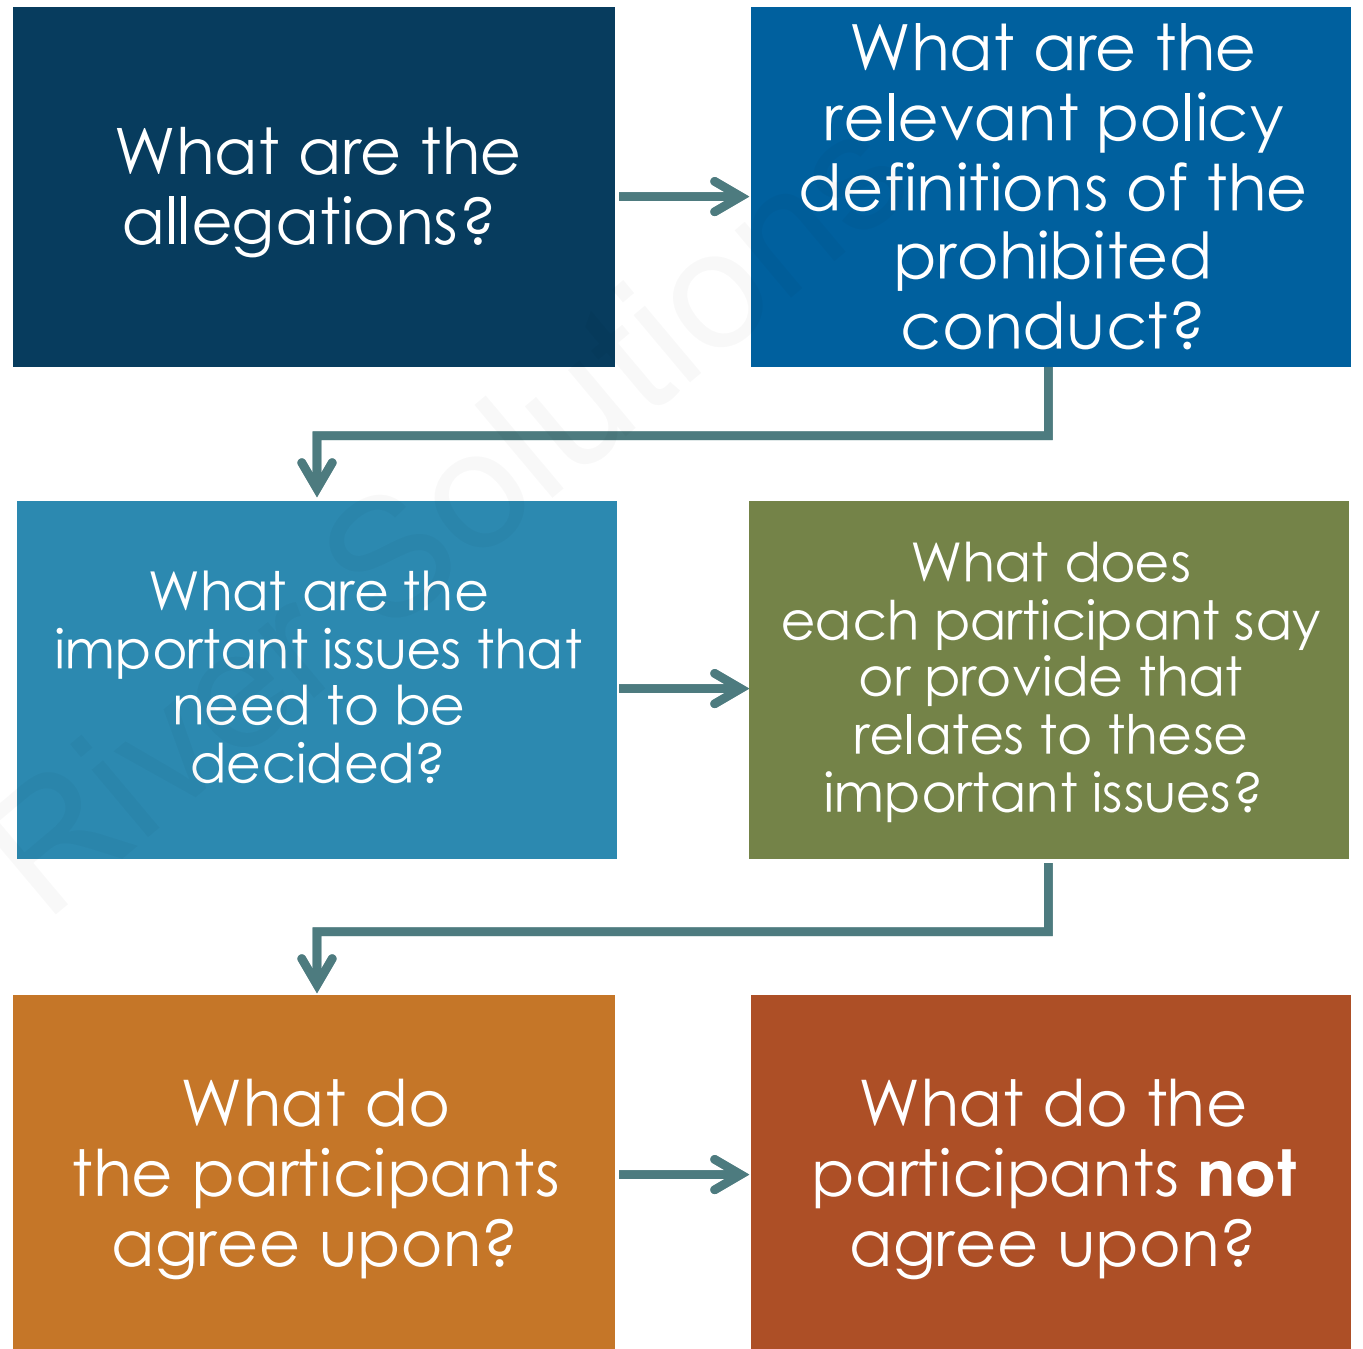 What are the
allegations?
What are the
relevant policy
definitions of the
prohibited
conduct?
What are the
important issues that
need to be
decided?
What does
each participant say
or provide that
relates to these
important issues?
What do
the participants
agree upon?
What do the
participants not
agree upon?
River Solutions